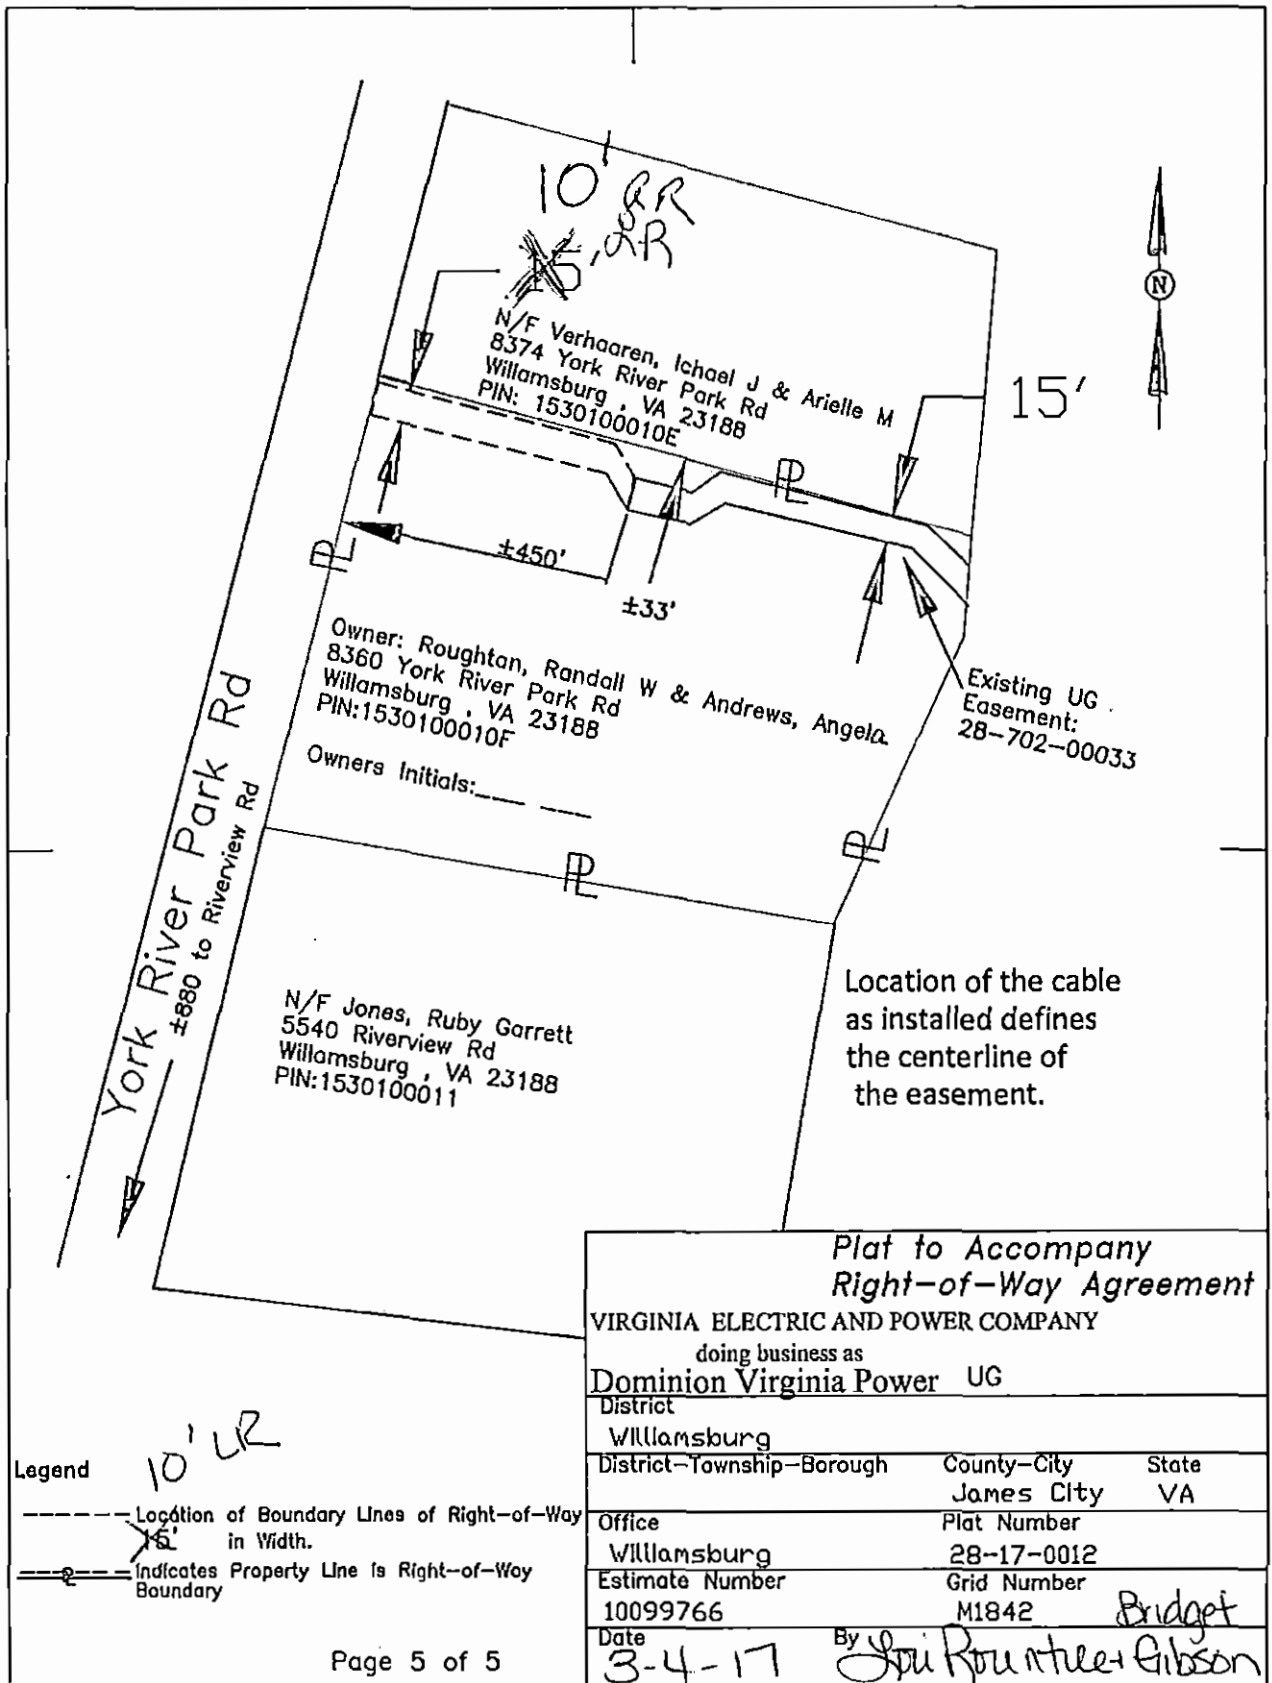 10' RR
15' RR
N/F Verhaaren, Ichael J & Arielle M
8374 York River Park Rd
Willamsburg , VA 23188
PIN: 1530100010E
N
15'
PL
±450'
±33'
PL
Owner: Roughtan, Randall W & Andrews, Angela
8360 York River Park Rd
Willamsburg , VA 23188
PIN:1530100010F
Owners Initials:____ ____
Existing UG
Easement:
28-702-00033
York River Park Rd
±880 to Riverview Rd
PL
PL
N/F Jones, Ruby Garrett
5540 Riverview Rd
Willamsburg , VA 23188
PIN:1530100011
Location of the cable
as installed defines
the centerline of
the easement.
Plat to Accompany
Right-of-Way Agreement
VIRGINIA ELECTRIC AND POWER COMPANY
doing business as
Dominion Virginia Power UG
District
Williamsburg
District-Township-Borough County-City State
James City VA
Office Plat Number
Williamsburg 28-17-0012
Estimate Number Grid Number
10099766 M1842
Date 3-4-17 By Lori Rountree Gibson
Bridget
10' LR
Legend
Location of Boundary Lines of Right-of-Way
15' in Width.
Indicates Property Line is Right-of-Way
Boundary
Page 5 of 5